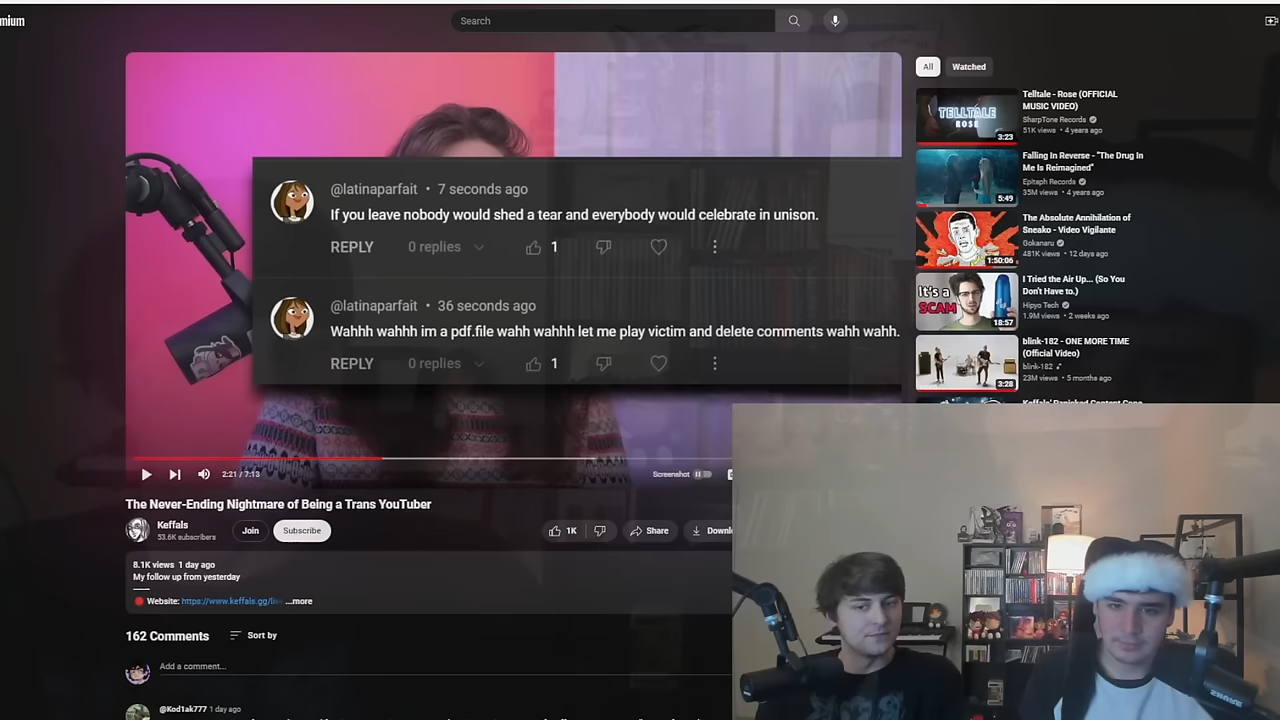 mium
Search
All
Watched
@latinaparfait • 7 seconds ago
If you leave nobody would shed a tear and everybody would celebrate in unison.
REPLY 0 replies 1
@latinaparfait • 36 seconds ago
Wahhh wahhh im a pdf.file wahh wahhh let me play victim and delete comments wahh wahh.
REPLY 0 replies 1
2:21 / 7:13
Screenshot
The Never-Ending Nightmare of Being a Trans YouTuber
Keffals
53.6K subscribers
Join
Subscribe
1K
Share
Downl
8.1K views 1 day ago
My follow up from yesterday
Website: https://www.keffals.gg/li ...more
162 Comments
Sort by
Add a comment...
@Kod1ak777 1 day ago
TELLTALE
ROSE
3:23
Telltale - Rose (OFFICIAL
MUSIC VIDEO)
SharpTone Records
51K views • 4 years ago
5:49
Falling In Reverse - "The Drug In
Me Is Reimagined"
Epitaph Records
35M views • 4 years ago
1:50:06
The Absolute Annihilation of
Sneako - Video Vigilante
Gokanaru
481K views • 12 days ago
It's a
SCAM
18:57
I Tried the Air Up... (So You
Don't Have to.)
Hipyo Tech
1.9M views • 2 weeks ago
3:28
blink-182 - ONE MORE TIME
(Official Video)
blink-182
23M views • 5 months ago
SHURE